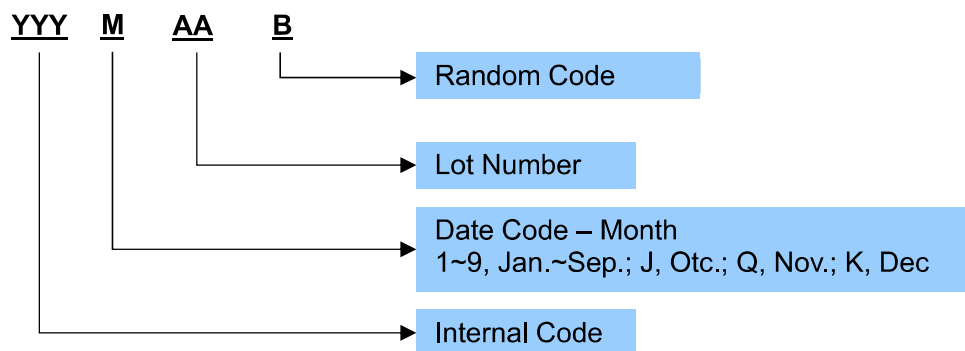 YYY M AA B
Random Code
Lot Number
Date Code – Month
1~9, Jan.~Sep.; J, Otc.; Q, Nov.; K, Dec
Internal Code